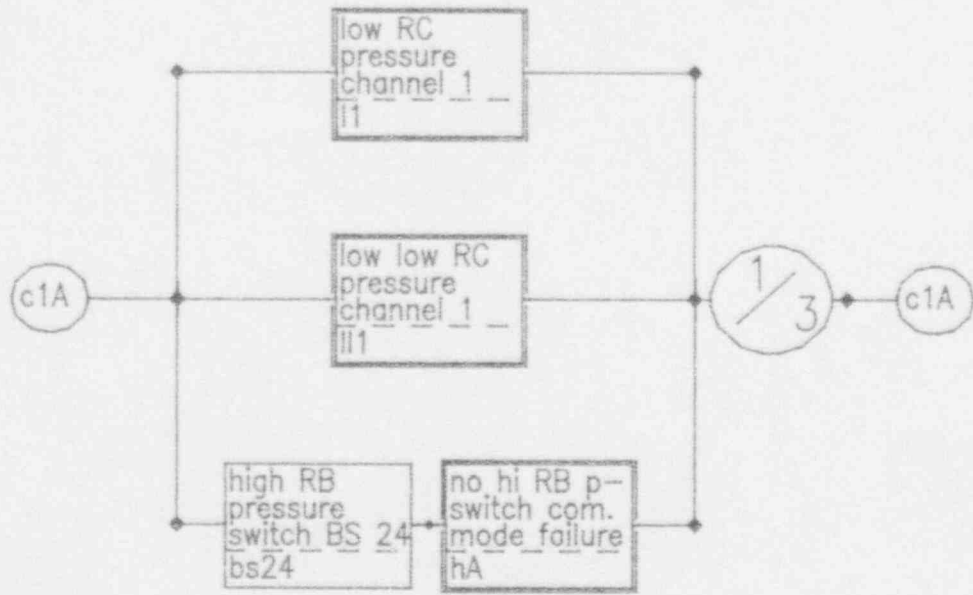 low RC
pressure
channel 1
l1
c1A
low low RC
pressure
channel 1
ll1
1/3
c1A
high RB
pressure
switch BS 24
bs24
no hi RB p-
switch com.
mode failure
hA